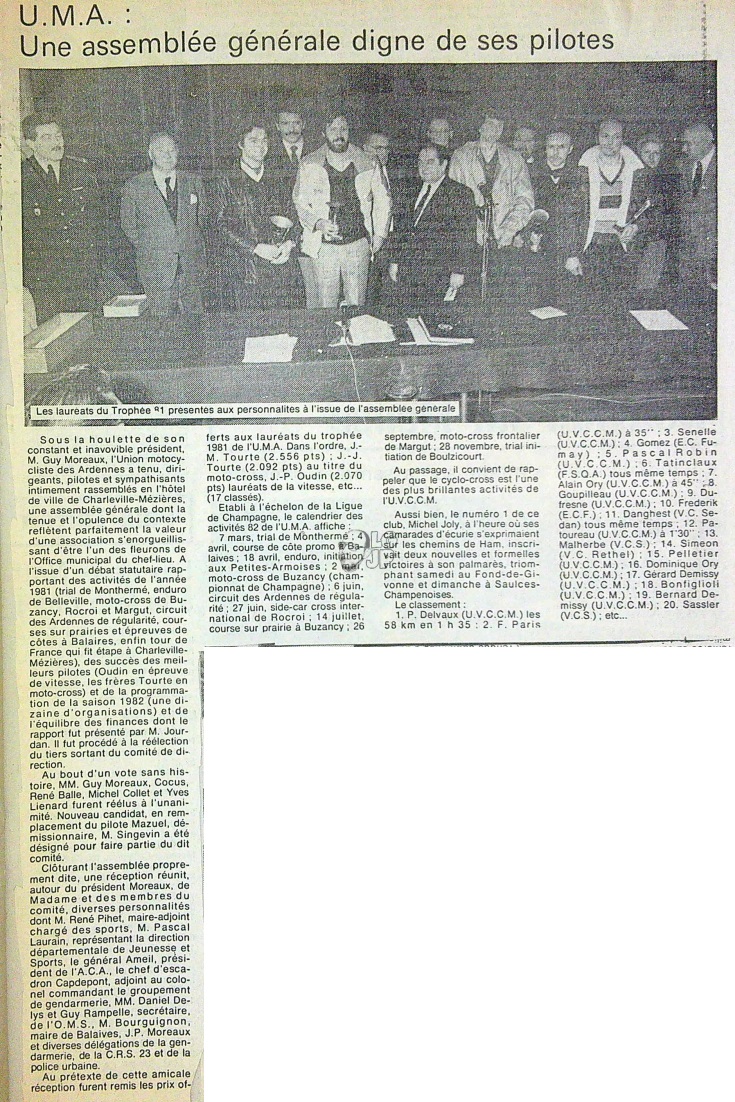 U.M.A. :
Une assemblée générale digne de ses pilotes
Les lauréats du Trophée 81 présentés aux personnalités à l'issue de l'assemblée générale
Sous la houlette de son
constant et inavovible président,
M. Guy Moreaux, l'Union motocy-
cliste des Ardennes a tenu, diri-
geants, pilotes et sympathisants
intimement rassemblés en l'hôtel
de ville de Charleville-Mézières,
une assemblée générale dont la
tenue et l'opulence du contexte
reflètent parfaitement la valeur
d'une association s'enorgueillis-
sant d'être l'un des fleurons de
l'Office municipal du chef-lieu. A
l'issue d'un débat statutaire rap-
portant des activités de l'année
1981 (trial de Monthermé, enduro
de Belleville, moto-cross de Bu-
zancy, Rocroi et Margut, circuit
des Ardennes de régularité, cour-
ses sur prairies et épreuves de
côtes à Balaires, enfin tour de
France qui fit étape à Charleville-
Mézières), des succès des meil-
leurs pilotes (Oudin en épreuve
de vitesse, les frères Tourte en
moto-cross) et de la programma-
tion de la saison 1982 (une di-
zaine d'organisations) et de
l'équilibre des finances dont le
rapport fut présenté par M. Jour-
dan. Il fut procédé à la réélection
du tiers sortant du comité de di-
rection.
Au bout d'un vote sans his-
toire, MM. Guy Moreaux, Cocus,
René Balle, Michel Collet et Yves
Lienard furent réélus à l'unani-
mité. Nouveau candidat, en rem-
placement du pilote Mazuel, dé-
missionnaire, M. Singevin a été
désigné pour faire partie du dit
comité.
Clôturant l'assemblée propre-
ment dite, une réception réunit,
autour du président Moreaux, de
Madame et des membres du
comité, diverses personnalités
dont M. René Pihet, maire-adjoint
chargé des sports, M. Pascal
Laurain, représentant la direction
départementale de Jeunesse et
Sports, le général Ameil, prési-
dent de l'A.C.A., le chef d'esca-
dron Capdepont, adjoint au colo-
nel commandant le groupement
de gendarmerie, MM. Daniel De-
lys et Guy Rampelle, secrétaire,
de l'O.M.S., M. Bourguignon,
maire de Balaives, J.P. Moreaux
et diverses délégations de la gen-
darmerie, de la C.R.S. 23 et de la
police urbaine.
Au prétexte de cette amicale
réception furent remis les prix of-
ferts aux lauréats du trophée
1981 de l'U.M.A. Dans l'ordre, J.-
M. Tourte (2.556 pts) ; J.-J.
Tourte (2.092 pts) au titre du
moto-cross, J.-P. Oudin (2.070
pts) lauréats de la vitesse, etc...
(17 classés).
Etabli à l'échelon de la Ligue
de Champagne, le calendrier des
activités 82 de l'U.M.A. affiche :
7 mars, trial de Monthermé ; 4
avril, course de côte promo Ba-
laives ; 18 avril, enduro, initiation
aux Petites-Armoises ; 2 mai,
moto-cross de Buzancy (cham-
pionnat de Champagne) ; 6 juin,
circuit des Ardennes de régula-
rité ; 27 juin, side-car cross inter-
national de Rocroi ; 14 juillet,
course sur prairie à Buzancy ; 26
septembre, moto-cross frontalier
de Margut ; 28 novembre, trial ini-
tiation de Boulzicourt.
Au passage, il convient de rap-
peler que le cyclo-cross est l'une
des plus brillantes activités de
l'U.V.C.C.M.
Aussi bien, le numéro 1 de ce
club, Michel Joly, à l'heure où ses
camarades d'écurie s'exprimaient
sur les chemins de Ham, inscri-
vait deux nouvelles et formelles
victoires à son palmarès, triom-
phant samedi au Fond-de-Gi-
vonne et dimanche à Saulces-
Champenoises.
Le classement :
1. P. Delvaux (U.V.C.C.M.) les
58 km en 1 h 35 : 2. F. Paris
(U.V.C.C.M.) à 35'' ; 3. Senelle
(U.V.C.C.M.) ; 4. Gomez (E.C. Fu-
may) ; 5. Pascal Robin
(U.V.C.C.M.) ; 6. Tatinclaux
(F.S.Q.A.) tous même temps ; 7.
Alain Ory (U.V.C.C.M.) à 45'' ; 8.
Goupilleau (U.V.C.C.M.) ; 9. Du-
fresne (U.V.C.C.M.) ; 10. Frederik
(E.C.F.) ; 11. Danghest (V.C. Se-
dan) tous même temps ; 12. Pa-
toureau (U.V.C.C.M.) à 1'30'' ; 13.
Malherbe (V.C.S.) ; 14. Simeon
(V.C. Rethel) ; 15. Pelletier
(U.V.C.C.M.) ; 16. Dominique Ory
(U.V.C.C.M.) ; 17. Gérard Demissy
(U.V.C.C.M.) ; 18. Bonfiglioli
(U.V.C.C.M.) ; 19. Bernard De-
missy (U.V.C.C.M.) ; 20. Sassler
(V.C.S.) ; etc...